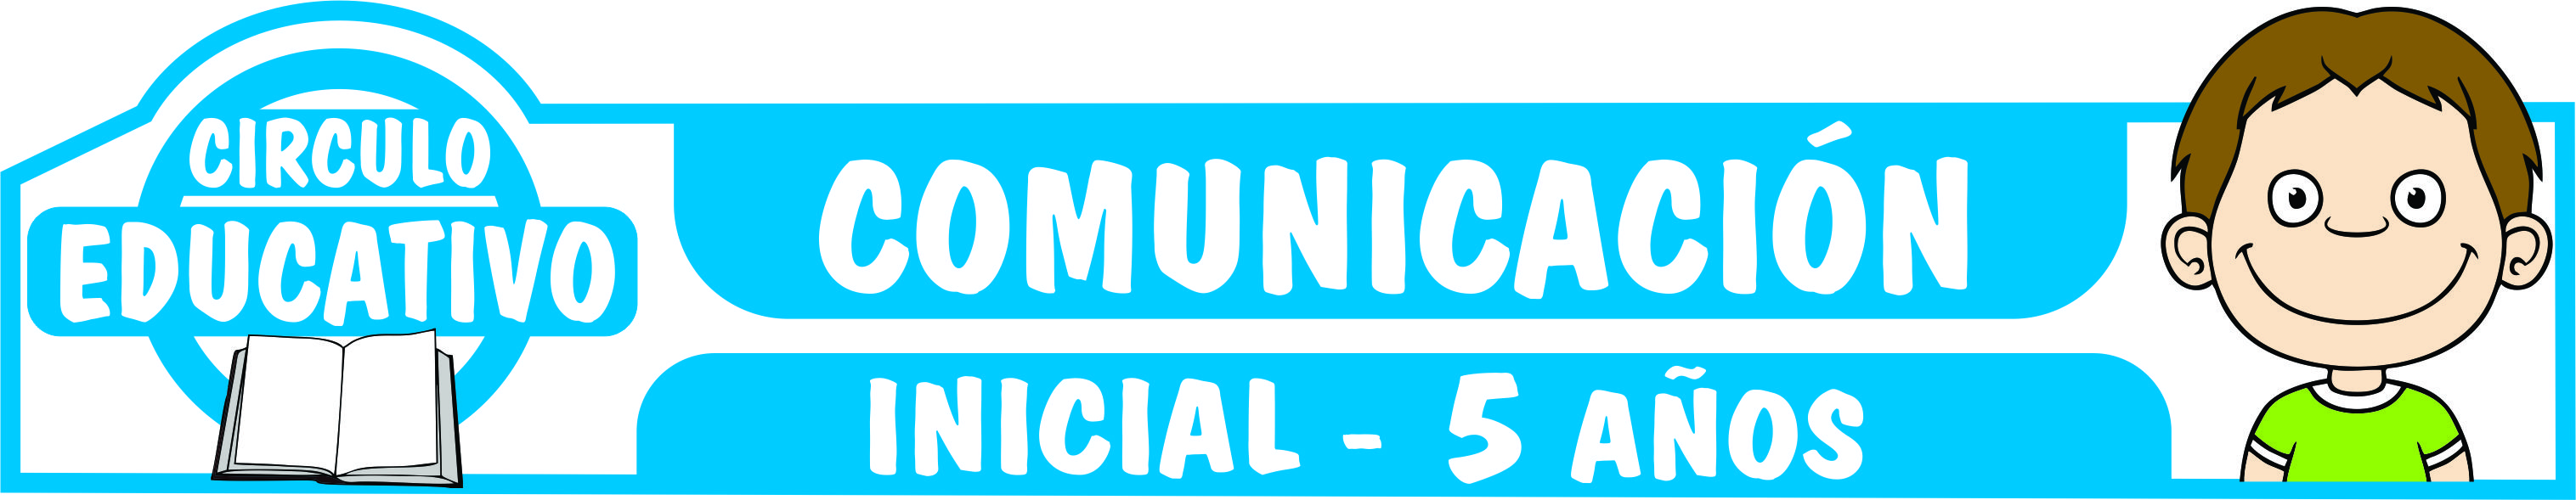 CIRCULO
EDUCATIVO
COMUNICACIÓN
INICIAL - 5 AÑOS